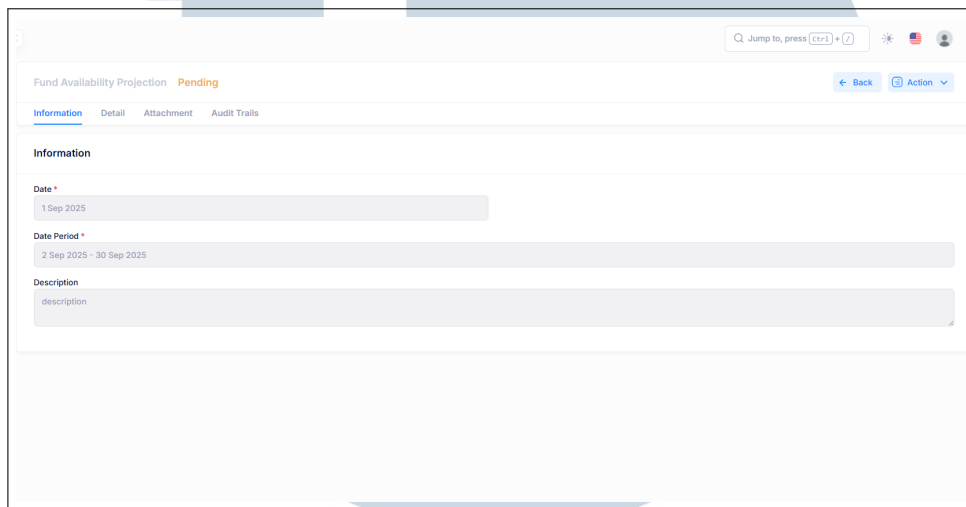 Jump to, press Ctrl + /
Fund Availability Projection Pending
← Back Action
Information Detail Attachment Audit Trails
Information
Date *
1 Sep 2025
Date Period *
2 Sep 2025 - 30 Sep 2025
Description
description